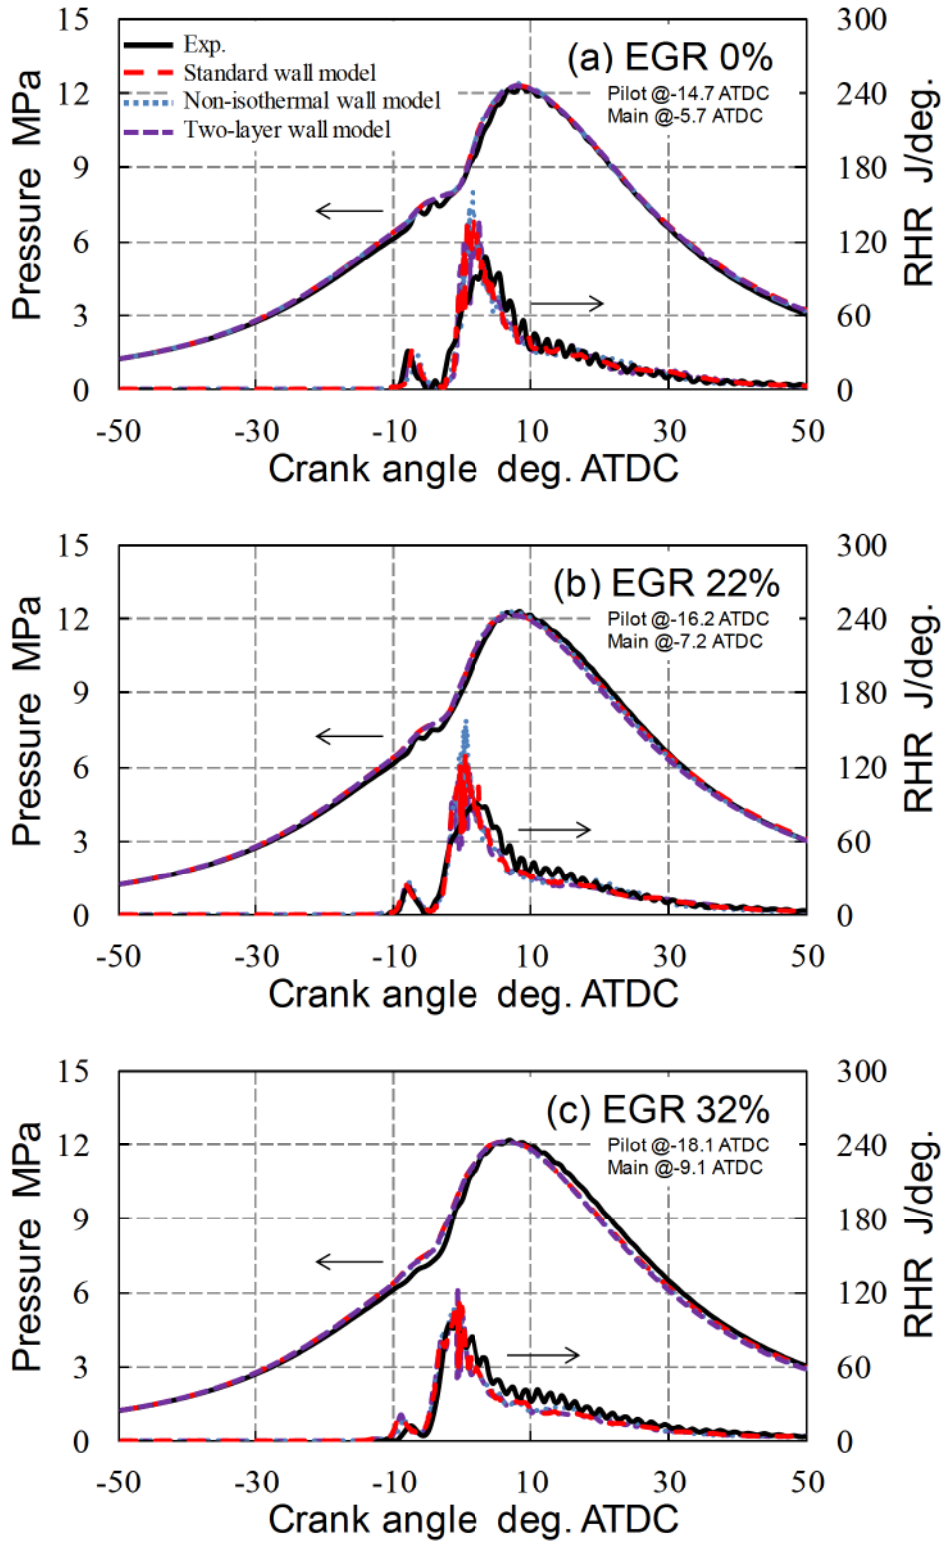 15
12
9
6
3
0
Pressure MPa
Exp.
Standard wall model
Non-isothermal wall model
Two-layer wall model
(a) EGR 0%
Pilot @-14.7 ATDC
Main @-5.7 ATDC
300
240
180
120
60
0
RHR J/deg.
-50 -30 -10 10 30 50
Crank angle deg. ATDC
15
12
9
6
3
0
Pressure MPa
(b) EGR 22%
Pilot @-16.2 ATDC
Main @-7.2 ATDC
300
240
180
120
60
0
RHR J/deg.
-50 -30 -10 10 30 50
Crank angle deg. ATDC
15
12
9
6
3
0
Pressure MPa
(c) EGR 32%
Pilot @-18.1 ATDC
Main @-9.1 ATDC
300
240
180
120
60
0
RHR J/deg.
-50 -30 -10 10 30 50
Crank angle deg. ATDC